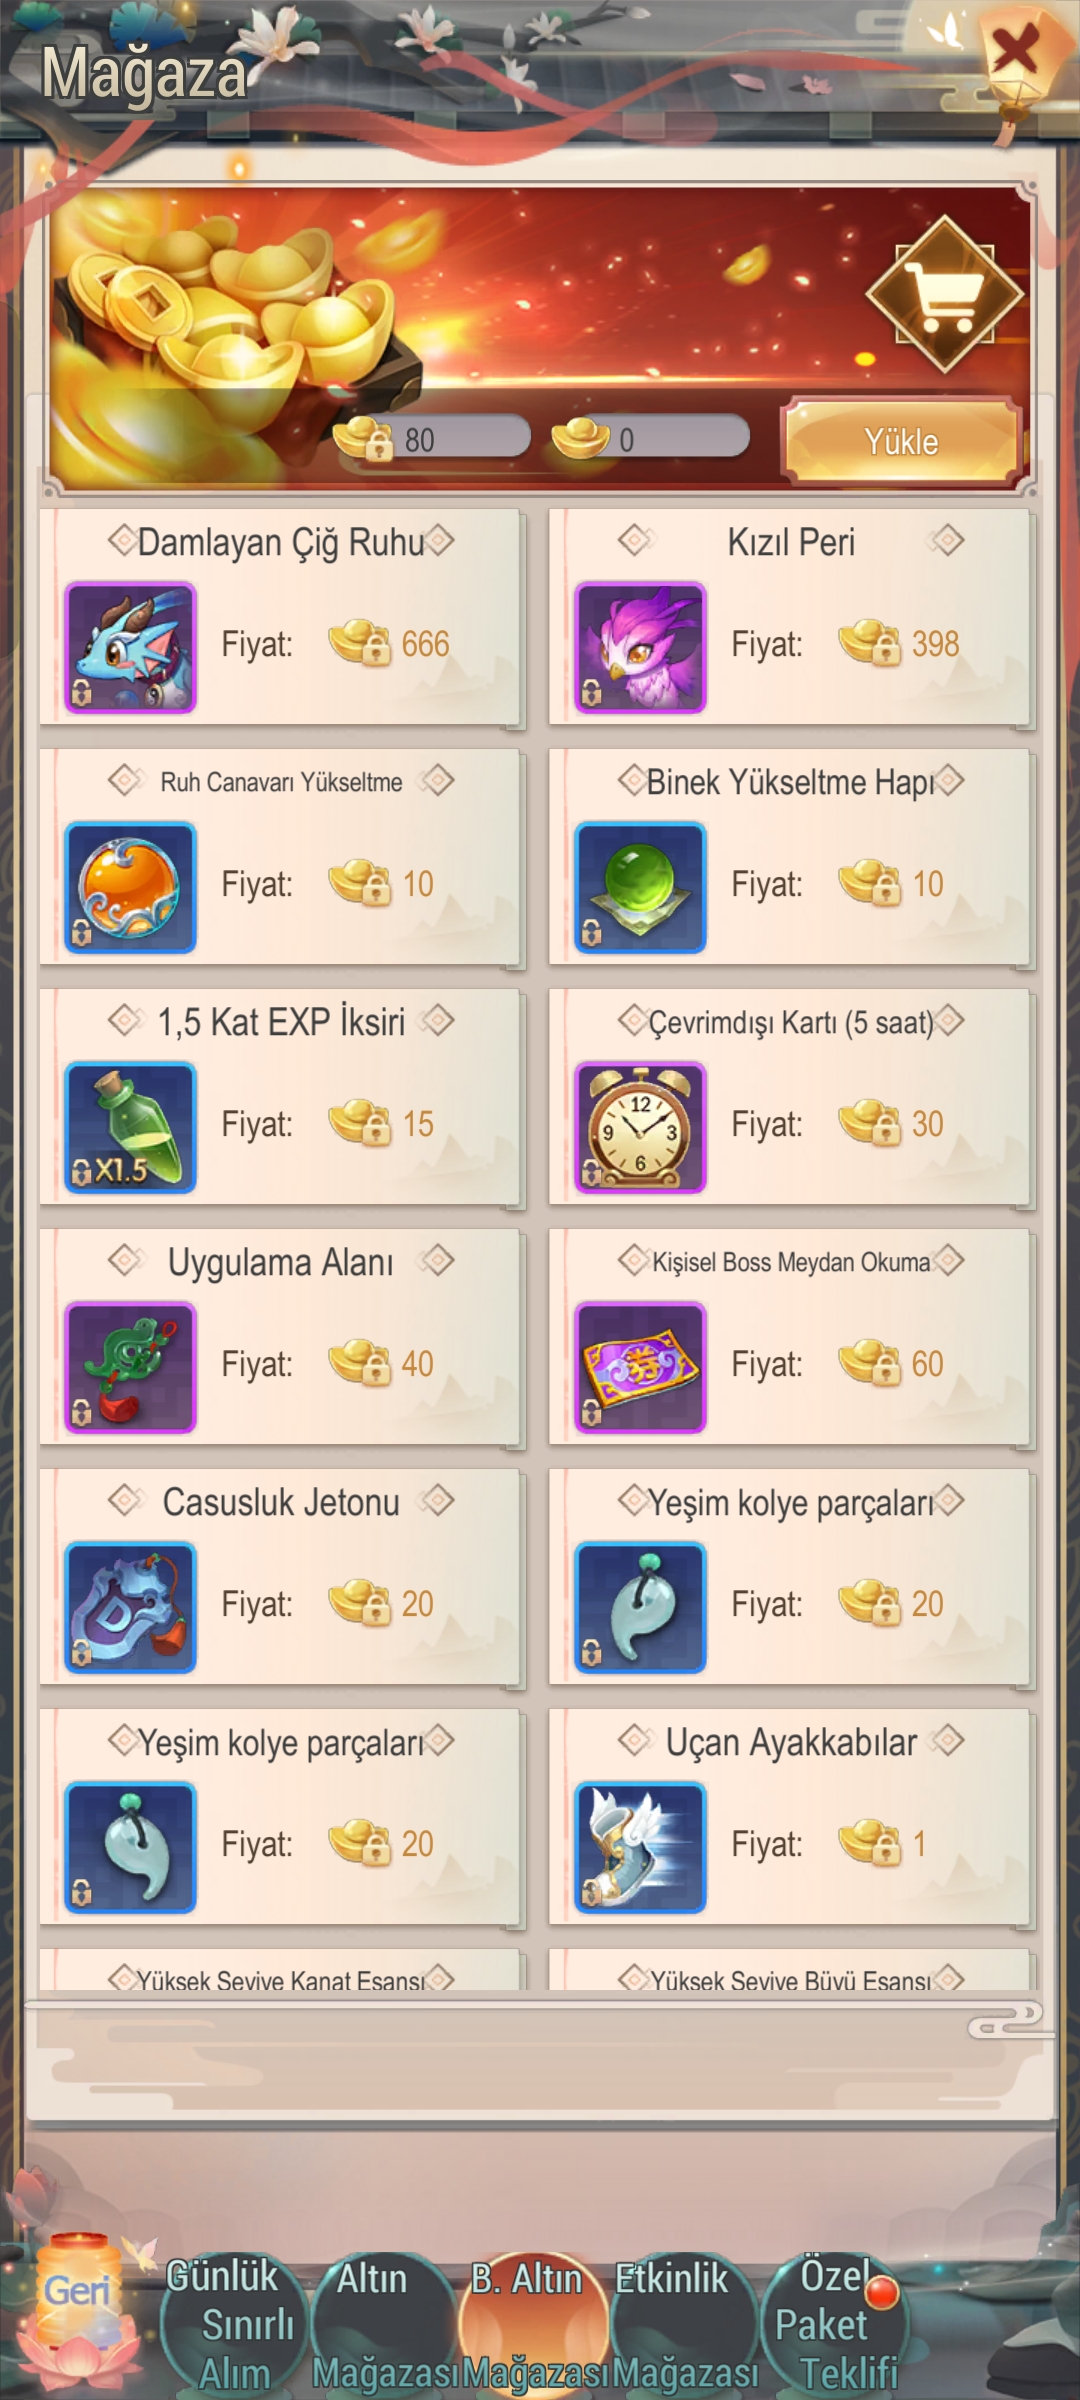 Mağaza
80
0
Yükle
Damlayan Çiğ Ruhu
Kızıl Peri
Fiyat: 666
Fiyat: 398
Ruh Canavarı Yükseltme
Binek Yükseltme Hapı
Fiyat: 10
Fiyat: 10
1,5 Kat EXP İksiri
Çevrimdışı Kartı (5 saat)
X1.5
Fiyat: 15
12
9 3
6
Fiyat: 30
Uygulama Alanı
Kişisel Boss Meydan Okuma
Fiyat: 40
券
Fiyat: 60
Casusluk Jetonu
Yeşim kolye parçaları
D
Fiyat: 20
Fiyat: 20
Yeşim kolye parçaları
Uçan Ayakkabılar
Fiyat: 20
Fiyat: 1
Yüksek Seviye Kanat Esansı
Yüksek Seviye Büyü Esansı
Geri
Günlük
Sınırlı
Alım
Altın
Mağazası
B. Altın
Mağazası
Etkinlik
Mağazası
Özel
Paket
Teklifi